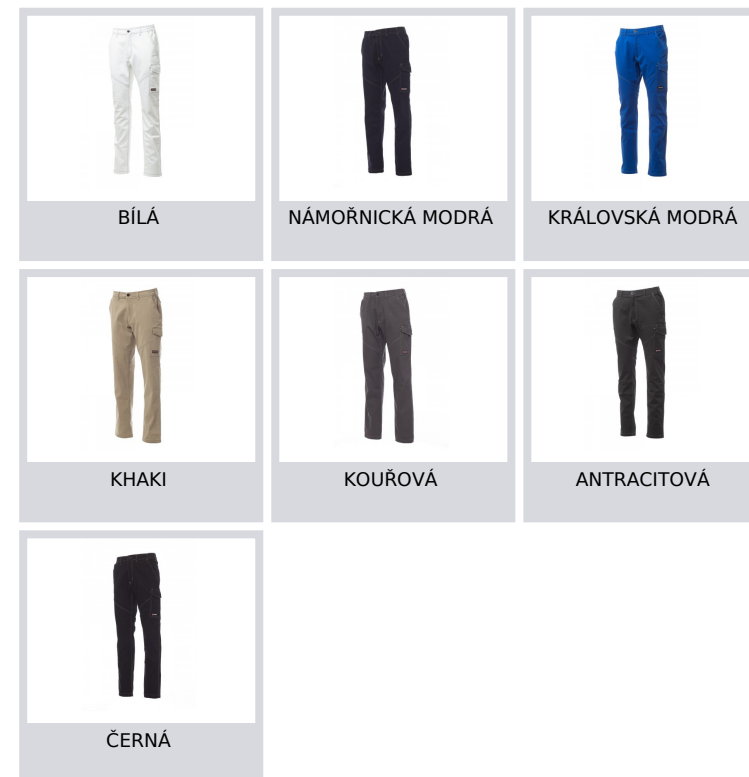 BÍLÁ
NÁMOŘNICKÁ MODRÁ
KRÁLOVSKÁ MODRÁ
KHAKI
KOUŘOVÁ
ANTRACITOVÁ
ČERNÁ